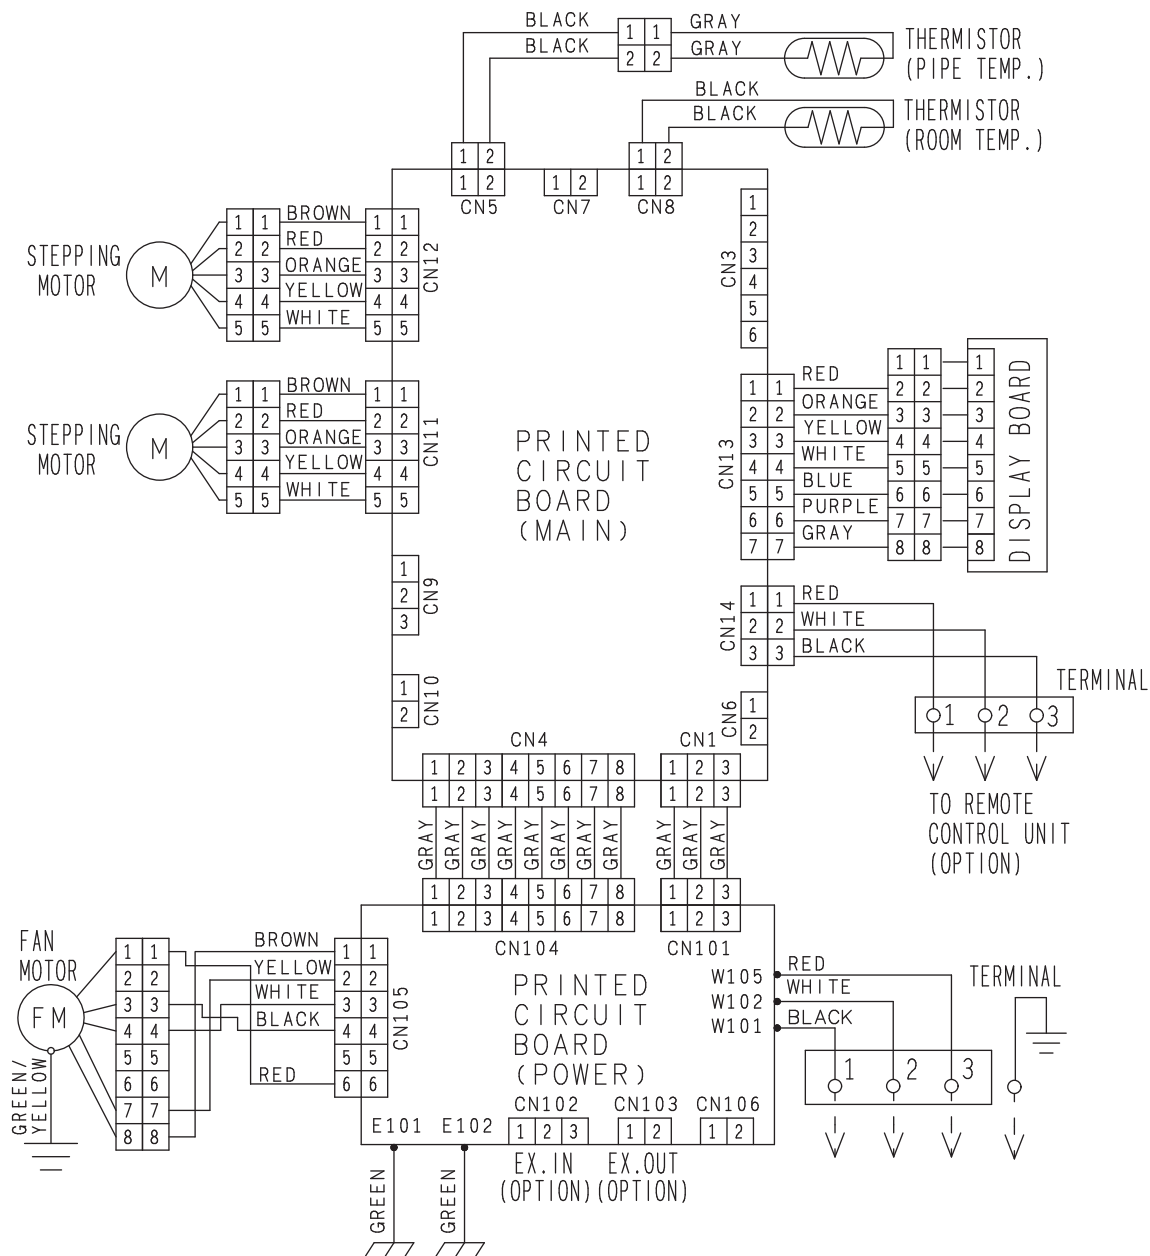 BLACK
1 1
GRAY
THERMISTOR
(PIPE TEMP.)
BLACK
2 2
GRAY
BLACK
THERMISTOR
(ROOM TEMP.)
BLACK
1 2
1 2
CN5
1 2
CN7
1 2
1 2
CN8
STEPPING
MOTOR
M
1 1 BROWN 1 1
2 2 RED 2 2
3 3 ORANGE 3 3
4 4 YELLOW 4 4
5 5 WHITE 5 5
CN12
CN3
1
2
3
4
5
6
STEPPING
MOTOR
M
1 1 BROWN 1 1
2 2 RED 2 2
3 3 ORANGE 3 3
4 4 YELLOW 4 4
5 5 WHITE 5 5
CN11
PRINTED
CIRCUIT
BOARD
(MAIN)
CN13
1 1 RED
2 2 ORANGE
3 3 YELLOW
4 4 WHITE
5 5 BLUE
6 6 PURPLE
7 7 GRAY
1 1 1
2 2 2
3 3 3
4 4 4
5 5 5
6 6 6
7 7 7
8 8 8
DISPLAY BOARD
1
2
3
CN9
1
2
CN10
CN14
1 1 RED
2 2 WHITE
3 3 BLACK
CN6
1
2
TERMINAL
1 2 3
TO REMOTE
CONTROL UNIT
(OPTION)
CN4
1 2 3 4 5 6 7 8
1 2 3 4 5 6 7 8
GRAY GRAY GRAY GRAY GRAY GRAY GRAY GRAY
1 2 3 4 5 6 7 8
1 2 3 4 5 6 7 8
CN104
CN1
1 2 3
1 2 3
GRAY GRAY GRAY
1 2 3
1 2 3
CN101
FAN
MOTOR
FM
GREEN/
YELLOW
1 1
2 2
3 3
4 4
5 5
6 6
7 7
8 8
BROWN 1 1
YELLOW 2 2
WHITE 3 3
BLACK 4 4
5 5
RED 6 6
CN105
PRINTED
CIRCUIT
BOARD
(POWER)
W105 RED
W102 WHITE
W101 BLACK
TERMINAL
1 2 3
E101
E102
CN102
1 2 3
EX.IN
(OPTION)
CN103
1 2
EX.OUT
(OPTION)
CN106
1 2
GREEN
GREEN